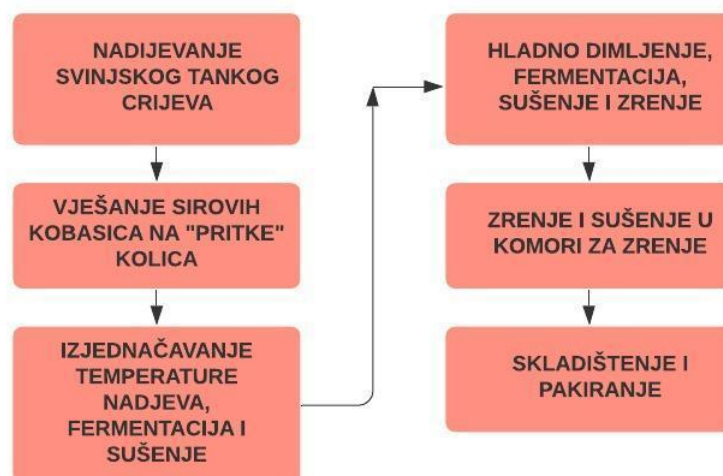 NADIJEVANJE
SVINJSKOG TANKOG
CRIJEVA
VJEŠANJE SIROVIH
KOBASICA NA "PRITKE"
KOLICA
IZJEDNAČAVANJE
TEMPERATURE
NADJEVA,
FERMENTACIJA I
SUŠENJE
HLADNO DIMLJENJE,
FERMENTACIJA,
SUŠENJE I ZRENJE
ZRENJE I SUŠENJE U
KOMORI ZA ZRENJE
SKLADIŠTENJE I
PAKIRANJE